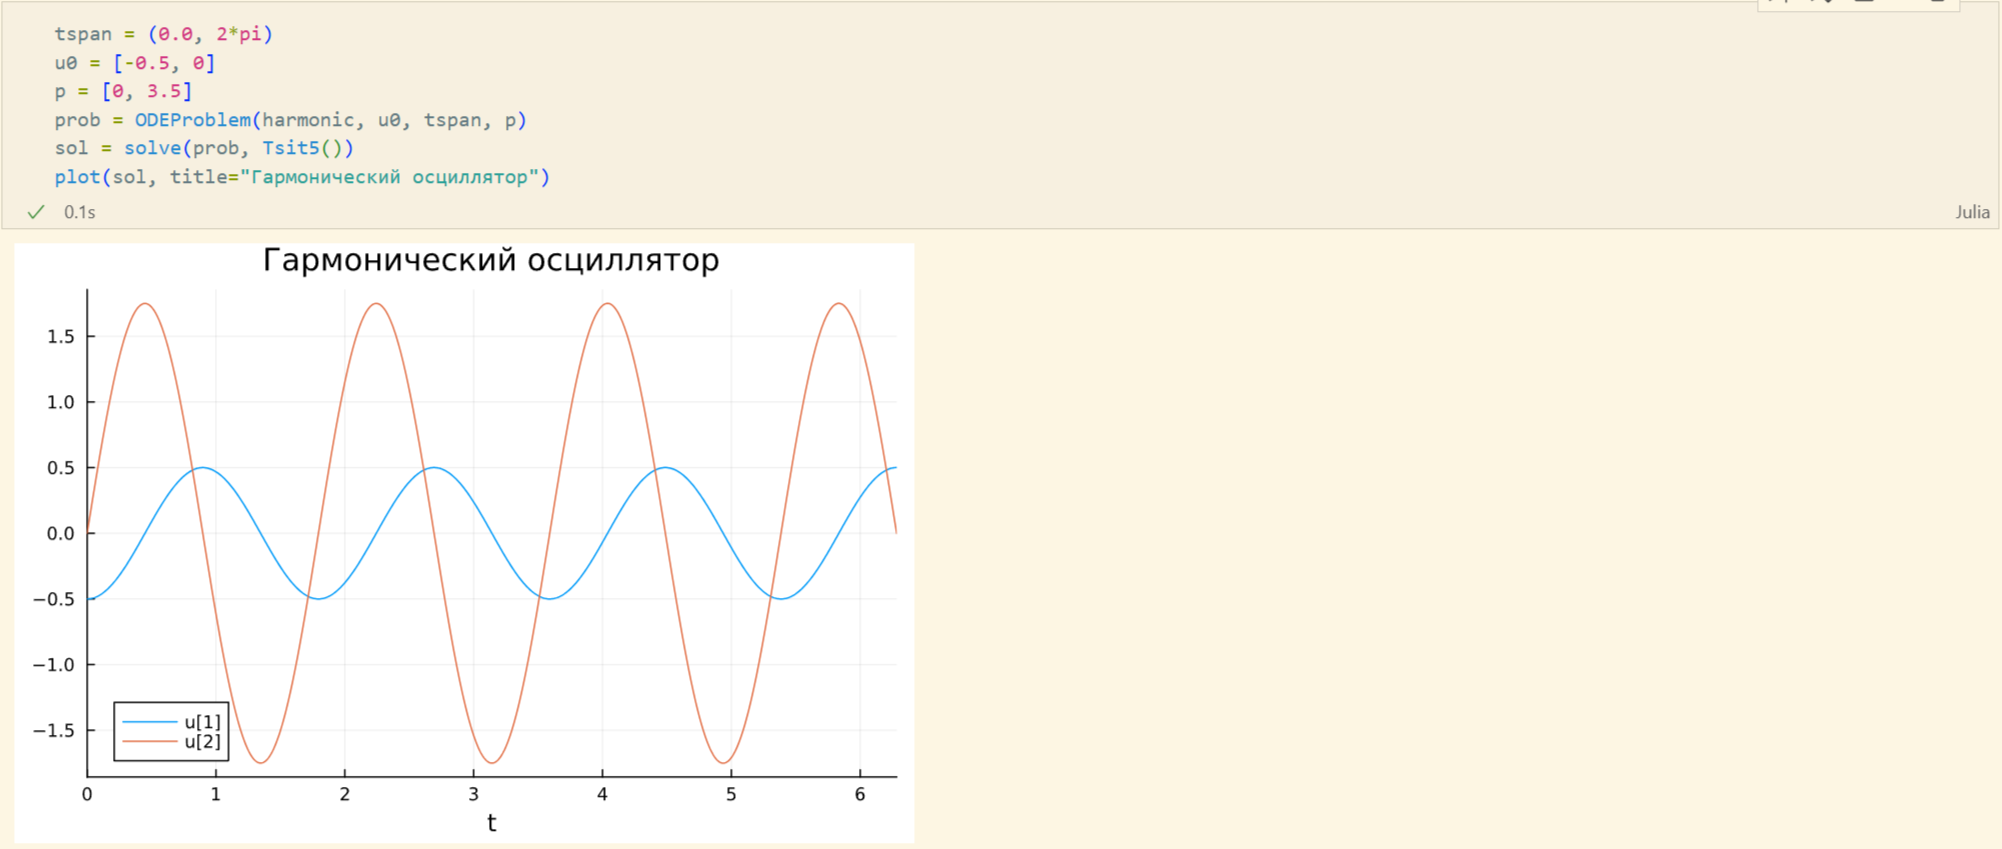 tspan = (0.0, 2*pi)
u0 = [-0.5, 0]
p = [0, 3.5]
prob = ODEProblem(harmonic, u0, tspan, p)
sol = solve(prob, Tsit5())
plot(sol, title="Гармонический осциллятор")
0.1s
Julia
Гармонический осциллятор
1.5
1.0
0.5
0.0
−0.5
−1.0
−1.5
u[1]
u[2]
0 1 2 3 4 5 6
t